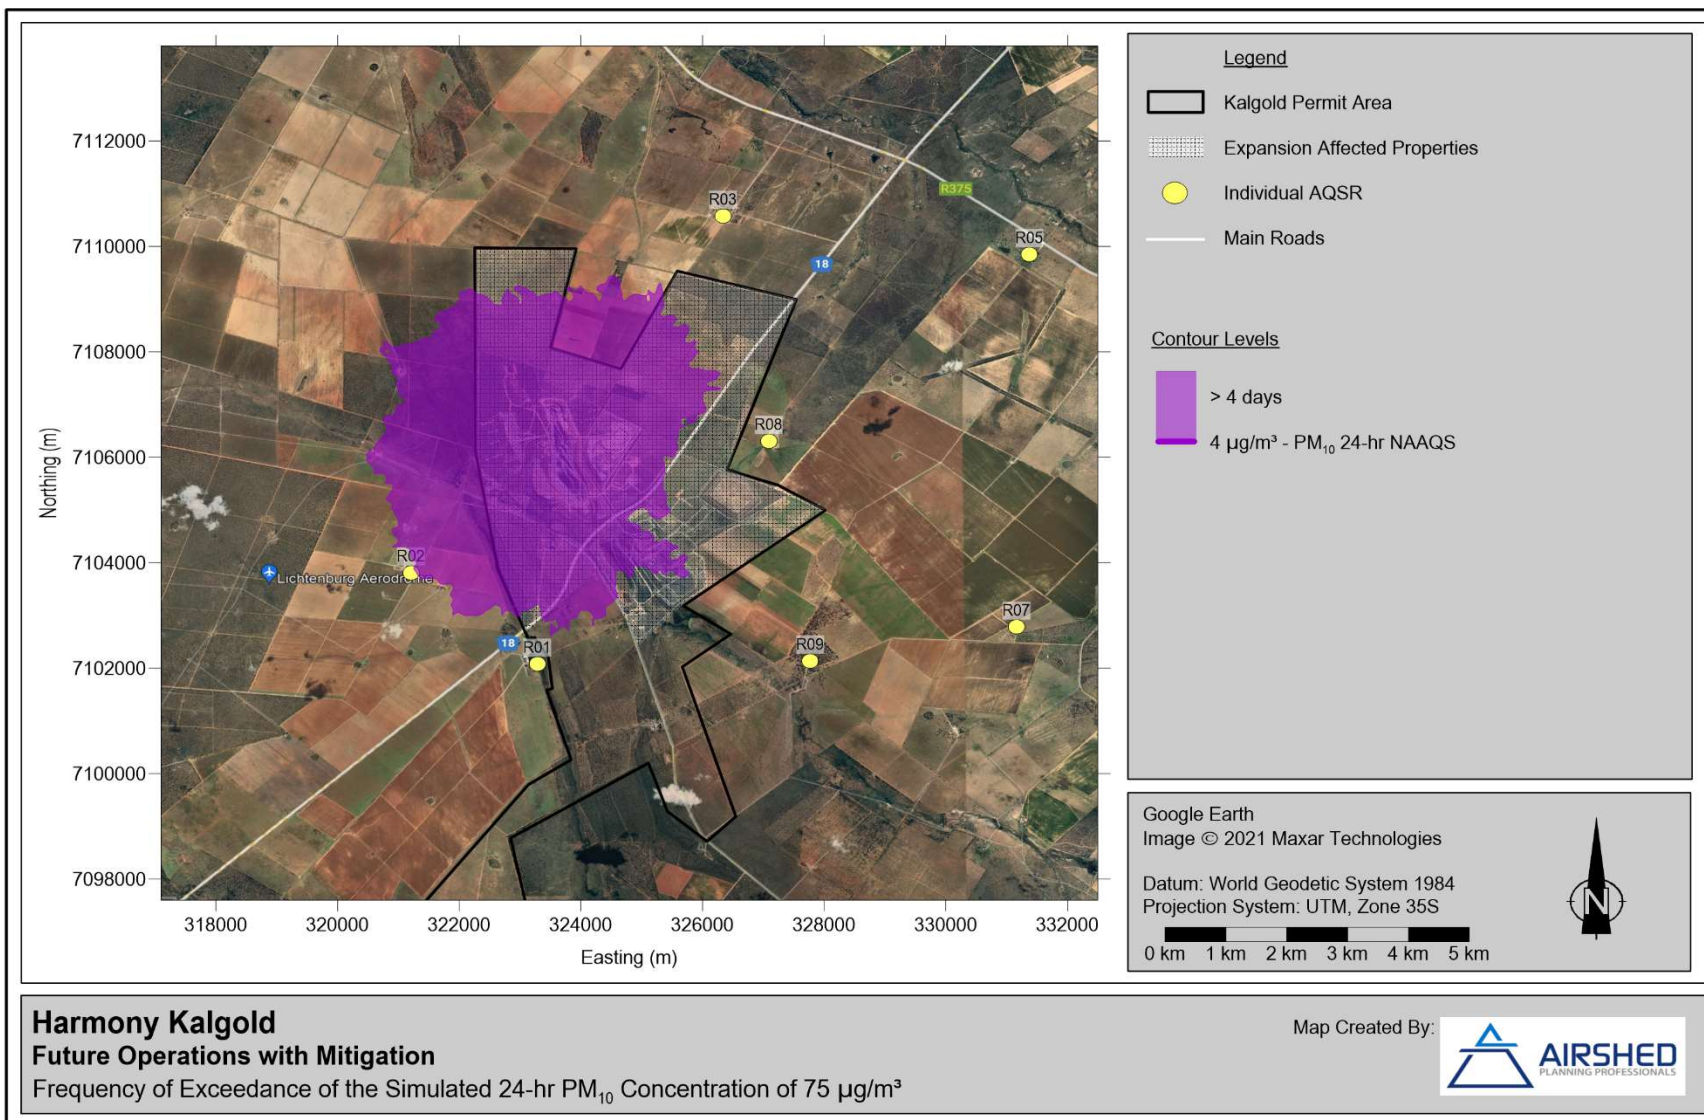 7112000
7110000
7108000
7106000
7104000
7102000
7100000
7098000
Northing (m)
318000 320000 322000 324000 326000 328000 330000 332000
Easting (m)
R375
R03
R05
18
R08
R02
Lichtenburg Aerodrome
R07
18
R01
R09
Legend
Kalgold Permit Area
Expansion Affected Properties
Individual AQSR
Main Roads
Contour Levels
> 4 days
4 µg/m³ - PM₁₀ 24-hr NAAQS
Google Earth
Image © 2021 Maxar Technologies
Datum: World Geodetic System 1984
Projection System: UTM, Zone 35S
N
0 km 1 km 2 km 3 km 4 km 5 km
Harmony Kalgold
Future Operations with Mitigation
Frequency of Exceedance of the Simulated 24-hr PM₁₀ Concentration of 75 µg/m³
Map Created By:
AIRSHED
PLANNING PROFESSIONALS